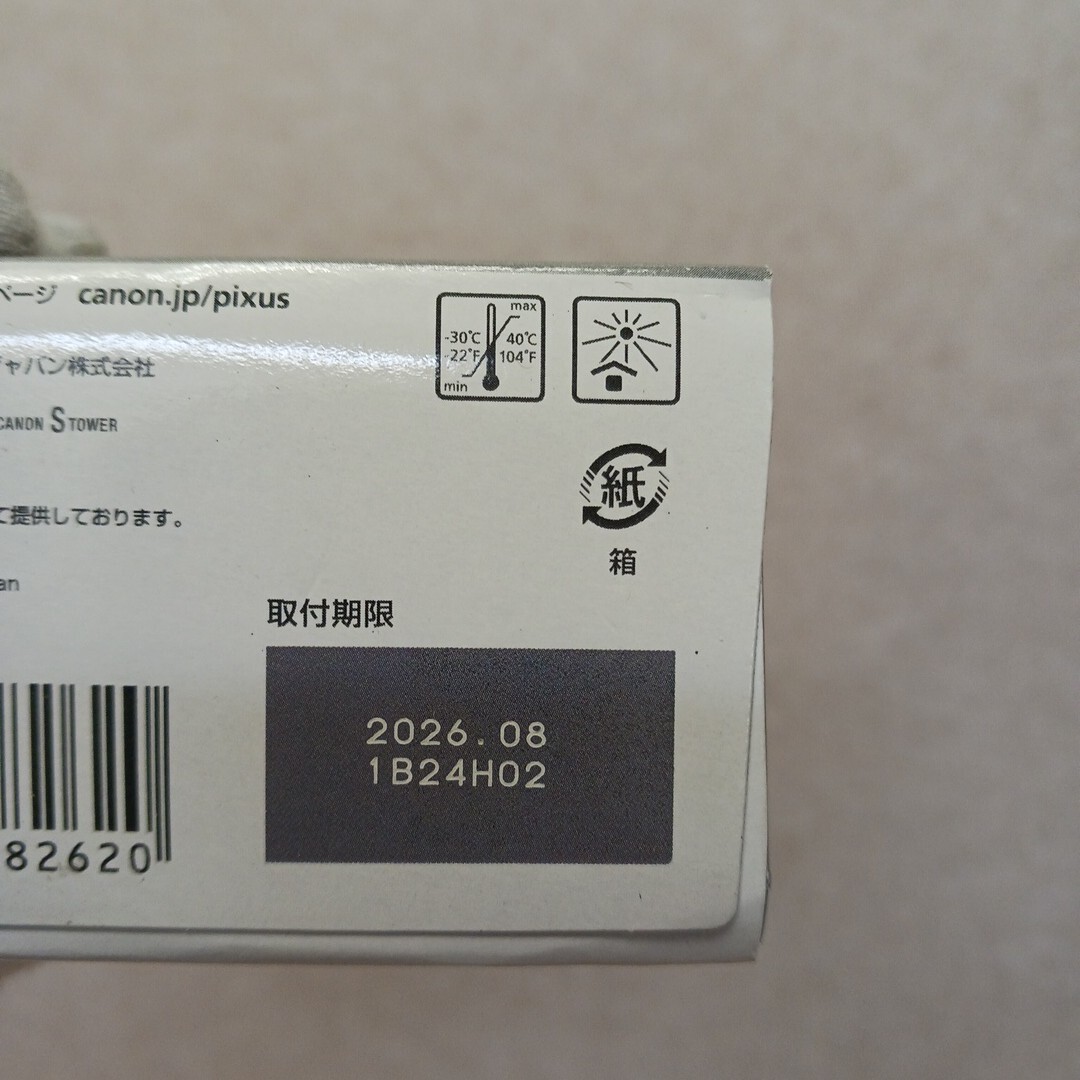 ページ canon.jp/pixus
max
-30℃ 40℃
-22°F 104°F
min
ャパン株式会社
CANON S TOWER
て提供しております。
紙
箱
an
取付期限
2026.08
1B24H02
82620